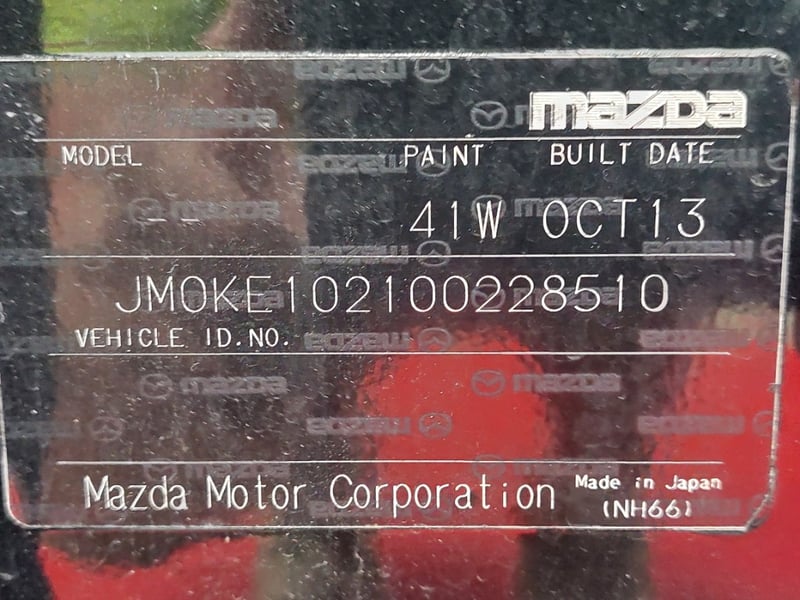 mazda
MODEL PAINT BUILT DATE
-- 41W OCT13
JM0KE102100228510
VEHICLE ID.NO.
Mazda Motor Corporation Made in Japan
(NH66)